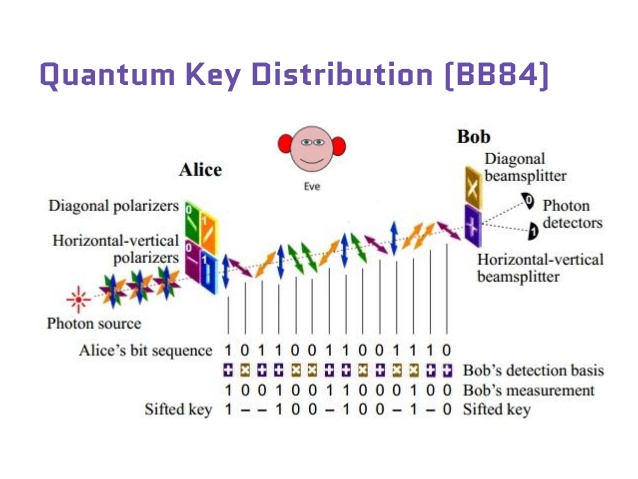 Quantum Key Distribution (BB84)
Bob
Diagonal
beamsplitter
Alice
Eve
Diagonal polarizers
0
1
Horizontal-vertical
polarizers
0
1
0
1
Photon
detectors
Horizontal-vertical
beamsplitter
Photon source
Alice's bit sequence 1 0 1 1 0 0 1 1 0 0 1 1 1 0
+ × + + × × + + × + × × + + Bob's detection basis
1 0 0 1 0 0 1 1 0 0 0 1 0 0 Bob's measurement
Sifted key 1 – – 1 0 0 – 1 0 0 – 1 – 0 Sifted key